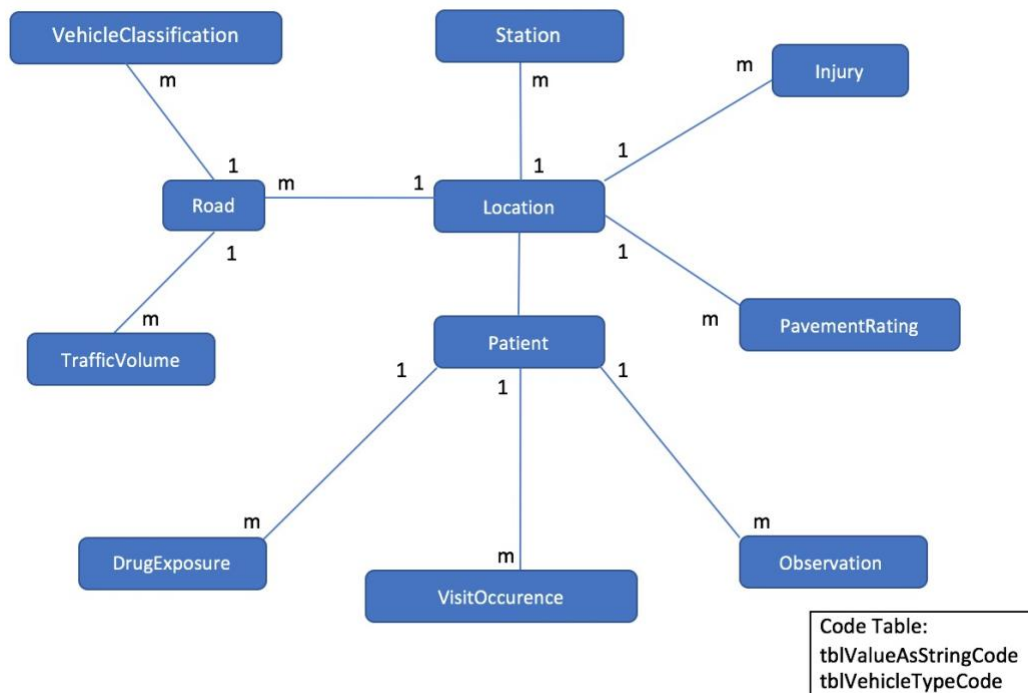 VehicleClassification
Station
Injury
m
m
m
1
1
1
Road
m
1
Location
1
1
m
m
TrafficVolume
Patient
PavementRating
1
1
1
m
m
m
DrugExposure
VisitOccurence
Observation
Code Table:
tblValueAsStringCode
tblVehicleTypeCode